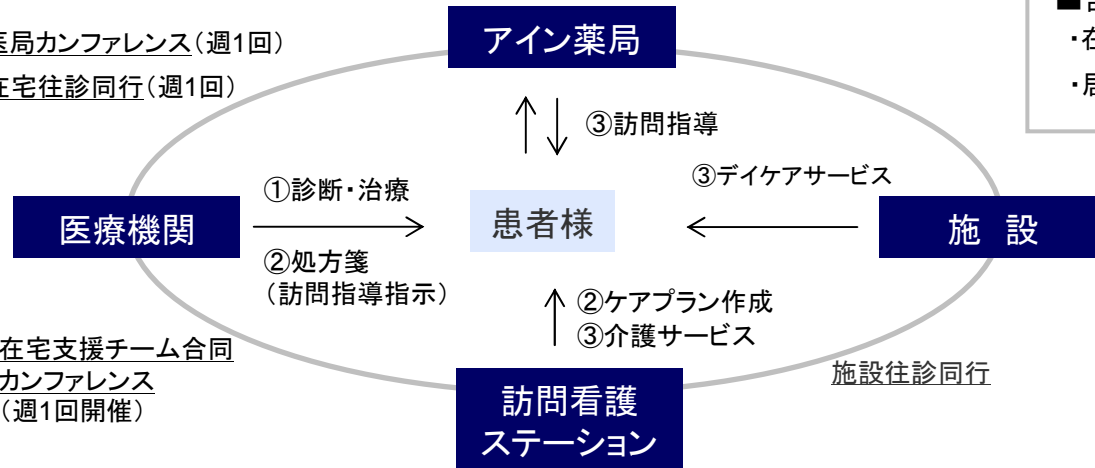 局カンファレンス(週1回)
在宅往診同行(週1回)
アイン薬局
・在
・居
③訪問指導
①診断・治療
③デイケアサービス
医療機関
患者様
施 設
②処方箋
(訪問指導指示)
②ケアプラン作成
③介護サービス
在宅支援チーム合同
カンファレンス
(週1回開催)
施設往診同行
訪問看護
ステーション